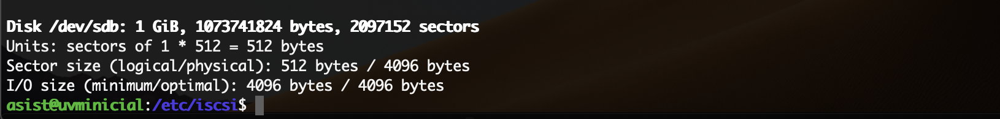 Disk /dev/sdb: 1 GiB, 1073741824 bytes, 2097152 sectors
Units: sectors of 1 * 512 = 512 bytes
Sector size (logical/physical): 512 bytes / 4096 bytes
I/O size (minimum/optimal): 4096 bytes / 4096 bytes
asist@uvminicial:/etc/iscsi$